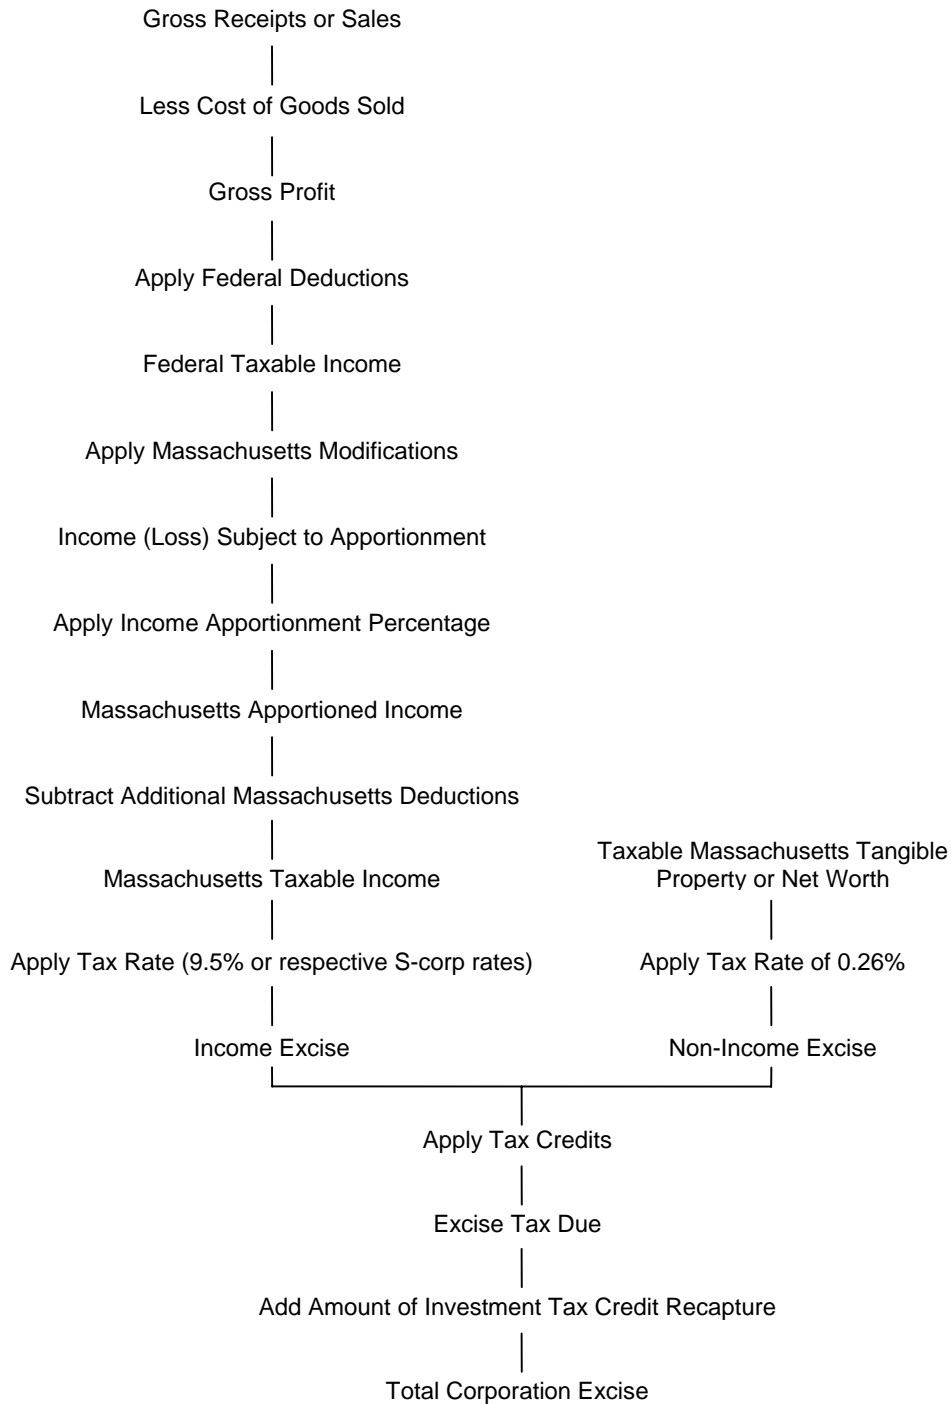 Gross Receipts or Sales
Less Cost of Goods Sold
Gross Profit
Apply Federal Deductions
Federal Taxable Income
Apply Massachusetts Modifications
Income (Loss) Subject to Apportionment
Apply Income Apportionment Percentage
Massachusetts Apportioned Income
Subtract Additional Massachusetts Deductions
Massachusetts Taxable Income
Taxable Massachusetts Tangible
Property or Net Worth
Apply Tax Rate (9.5% or respective S-corp rates)
Apply Tax Rate of 0.26%
Income Excise
Non-Income Excise
Apply Tax Credits
Excise Tax Due
Add Amount of Investment Tax Credit Recapture
Total Corporation Excise